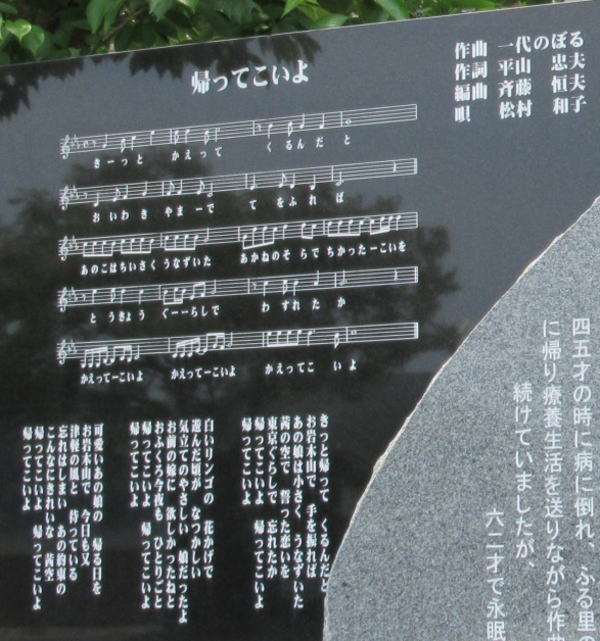 帰ってこいよ
作曲 一代のぼる
作詞 平山忠夫
編曲 斉藤恒夫
唄 松村和子
きーっと かえって くるんだ と
おいわき やまーで てをふれ ば
あのこはちいさく うなずいた あかねのそ らで ちかったーこいを
とうきょう ぐーーらしで わすれた か
かえってーこいよ かえってーこいよ かえってこ いよ
きっと帰って くるんだと
お岩木山で 手を振れば
あの娘は小さく うなずいた
茜の空で 誓った恋いを
東京ぐらしで 忘れたか
帰ってこいよ 帰ってこいよ
帰ってこいよ
白いリンゴの 花かげで
遊んだ頃が なつかしい
気立てのやさしい 娘だったよ
お前の嫁に 欲しかったねと
おふくろ今夜も ひとりごと
帰ってこいよ 帰ってこいよ
帰ってこいよ
可愛いあの娘の 帰る日を
お岩木山で 今日も又
津軽の風と 待っている
忘れはしまい あの約束の
こんなにきれいな 茜空
帰ってこいよ 帰ってこいよ
帰ってこいよ
四五才の時に病に倒れ、ふる里の
に帰り療養生活を送りながら作曲
続けていましたが、
六二才で永眠